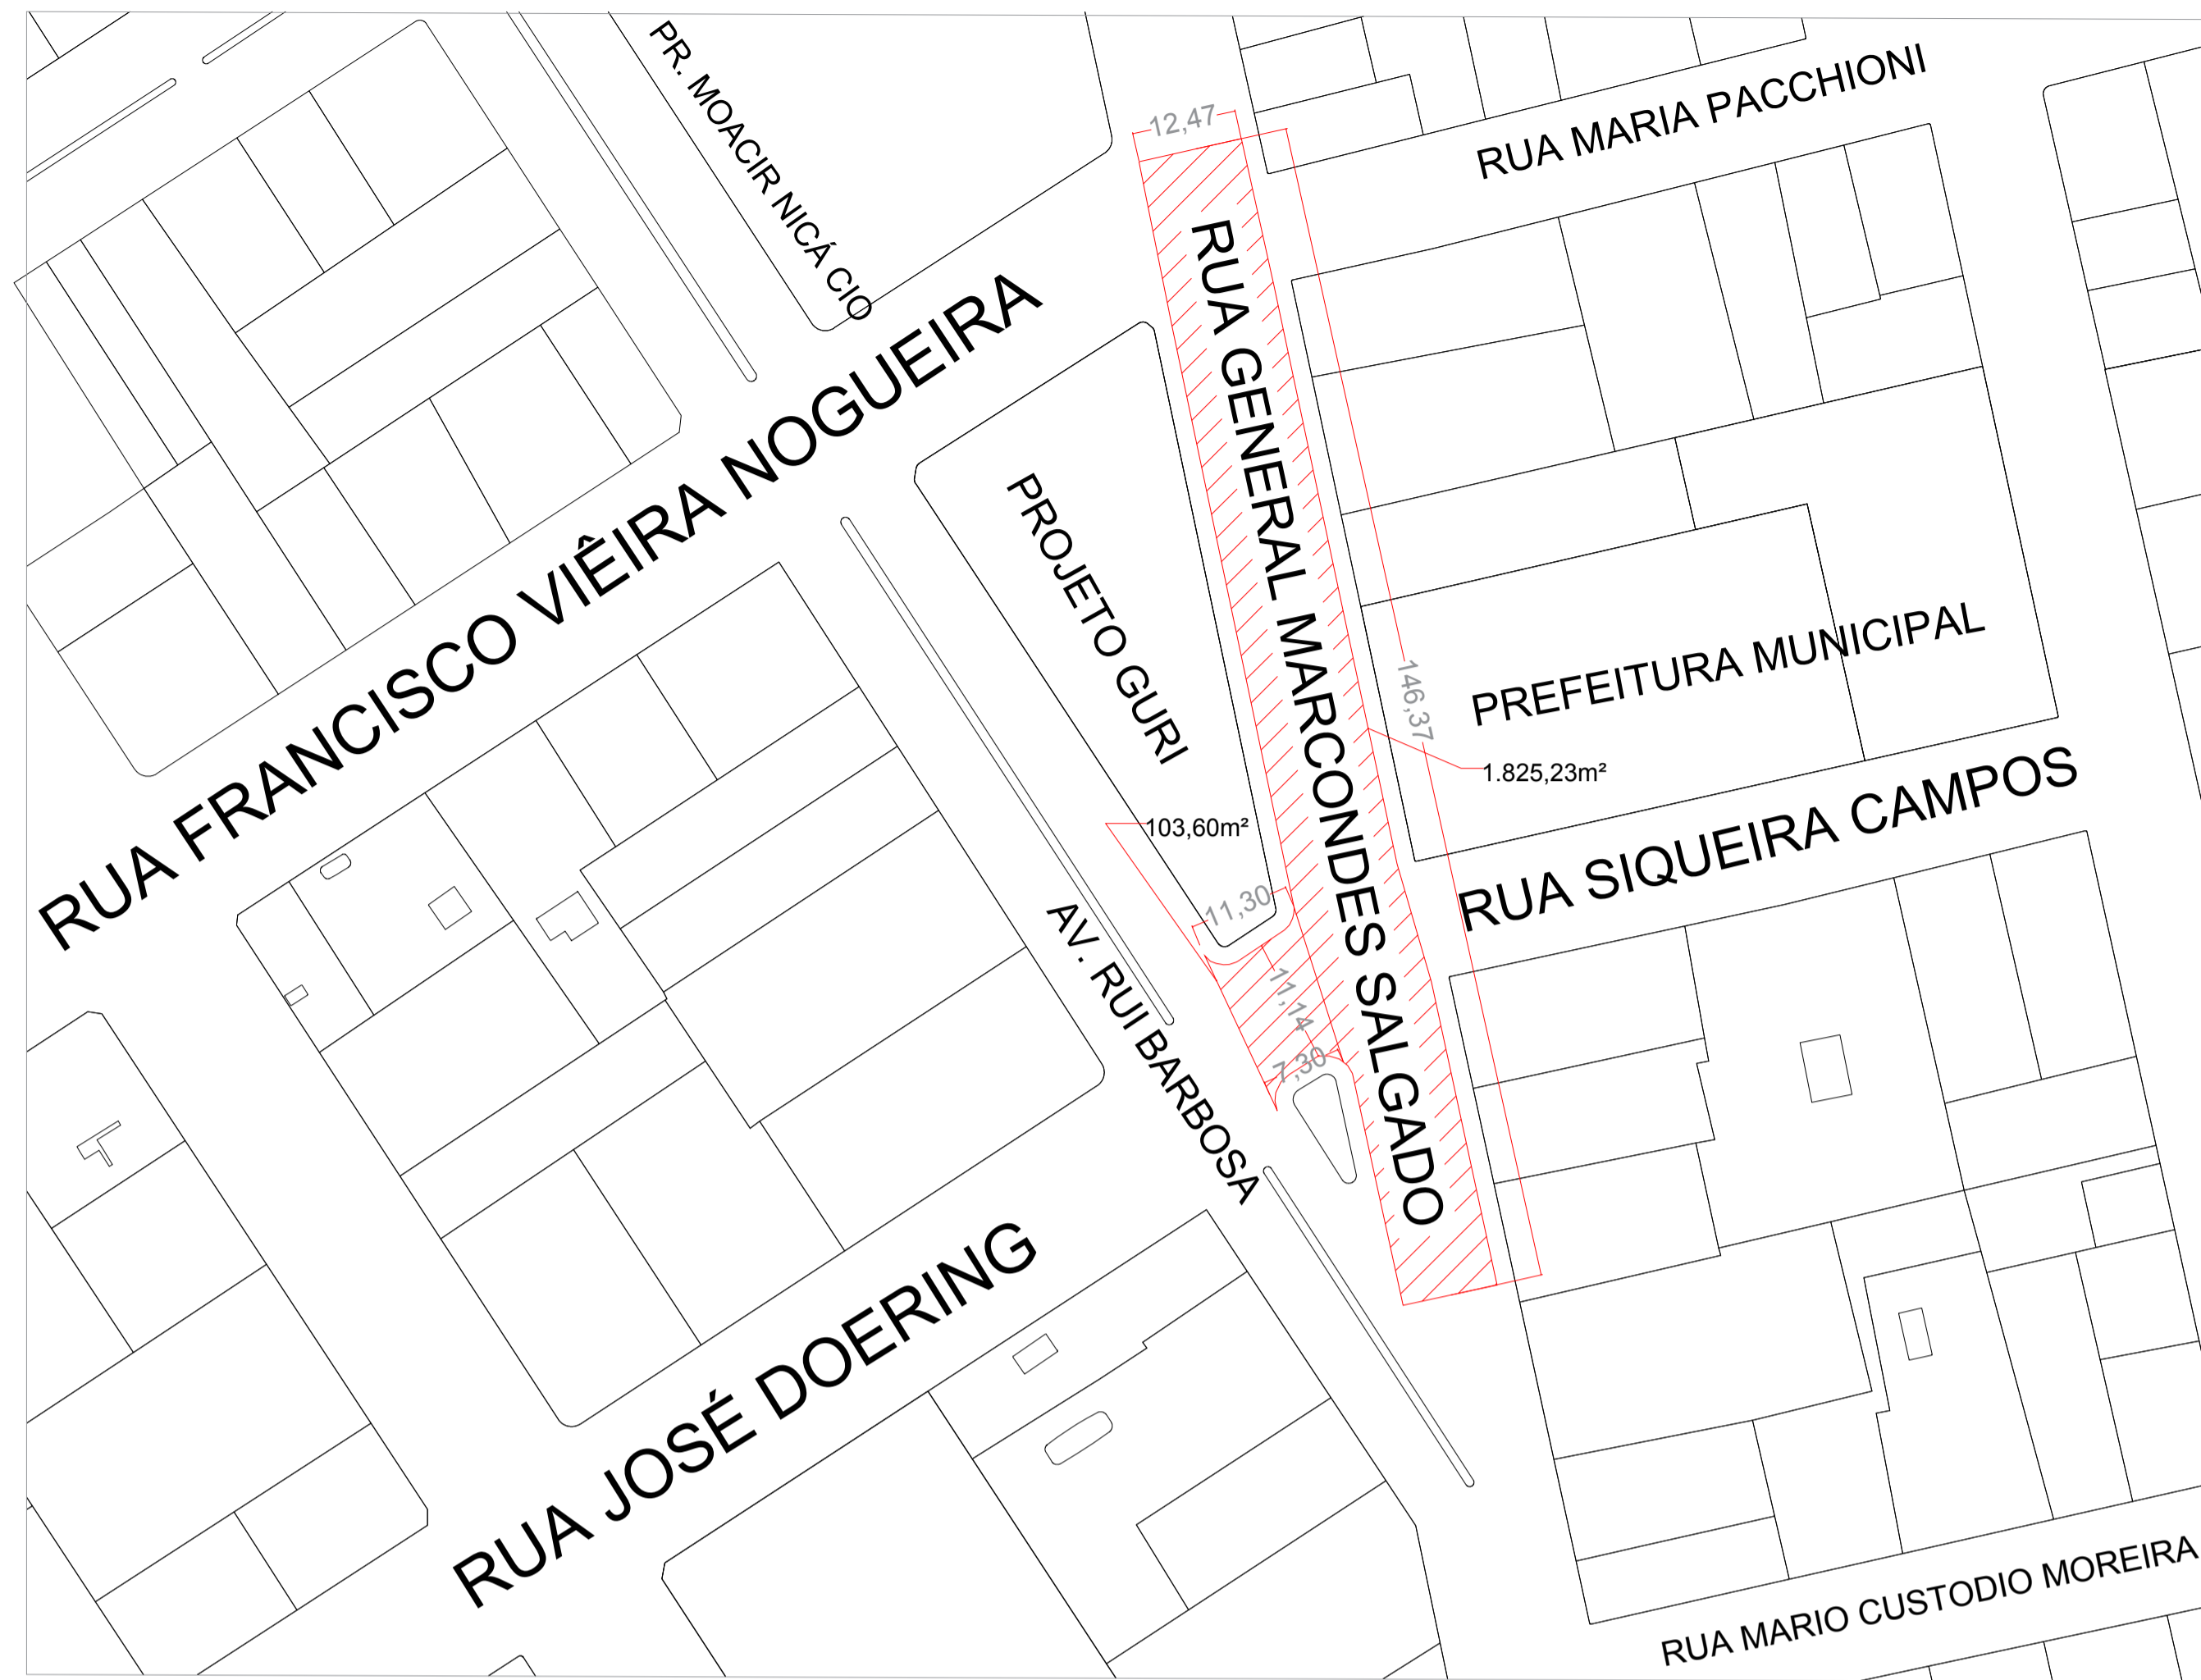 PR. MOACIR NICÁ CIO
12,47
RUA MARIA PACCHIONI
RUA FRANCISCO VIÊIRA NOGUEIRA
RUA GENERAL MARCONDES SALGADO
PROJETO GURI
146,37
PREFEITURA MUNICIPAL
1.825,23m²
103,60m²
RUA SIQUEIRA CAMPOS
11,30
11,14
7,30
AV. RUI BARBOSA
RUA JOSÉ DOERING
RUA MARIO CUSTODIO MOREIRA